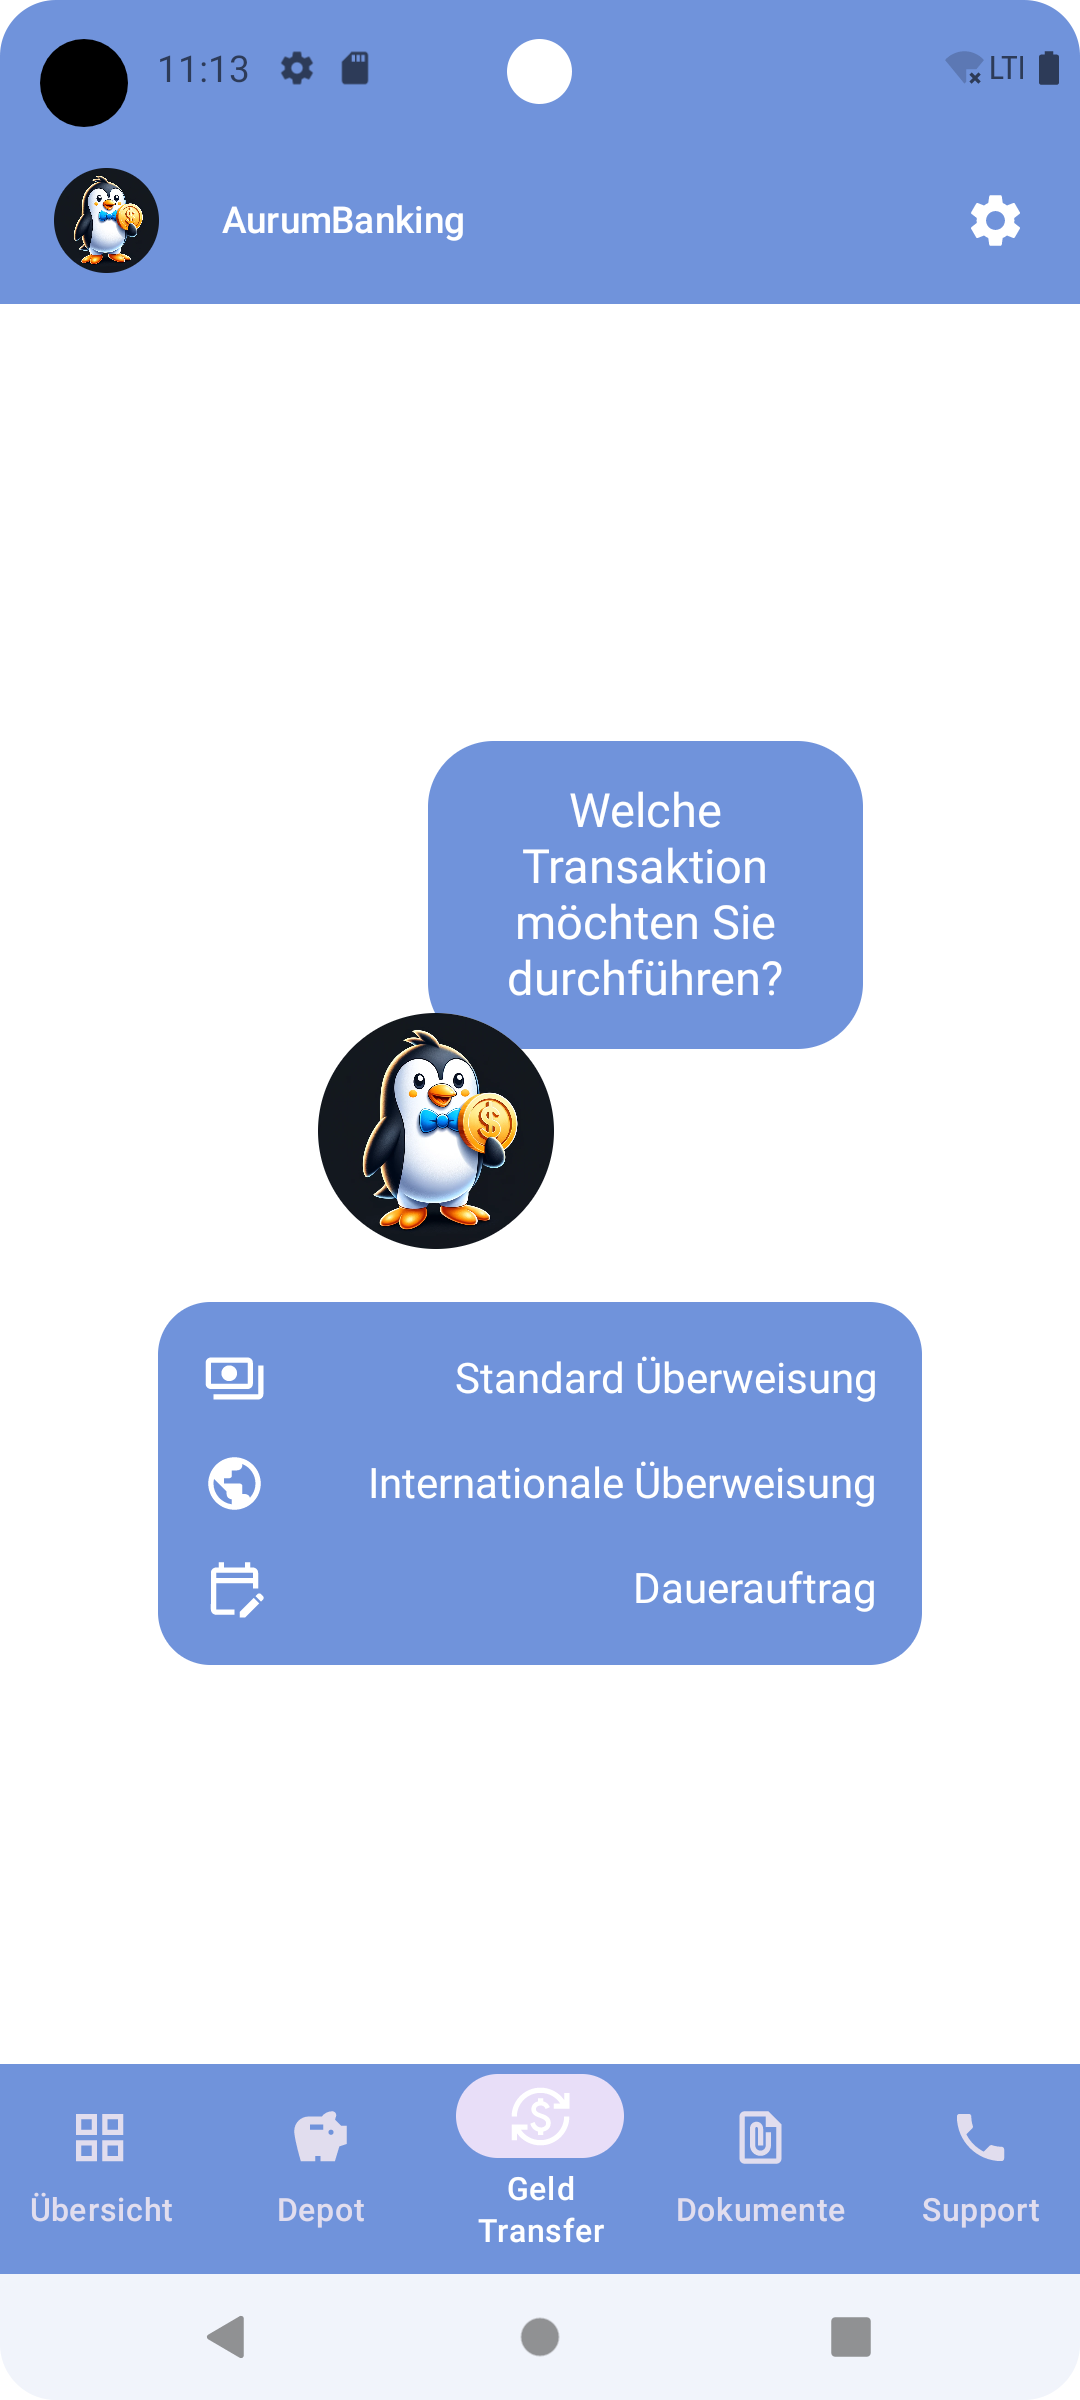 11:13
AurumBanking
Welche
Transaktion
möchten Sie
durchführen?
Standard Überweisung
Internationale Überweisung
Dauerauftrag
Übersicht
Depot
Geld
Transfer
Dokumente
Support